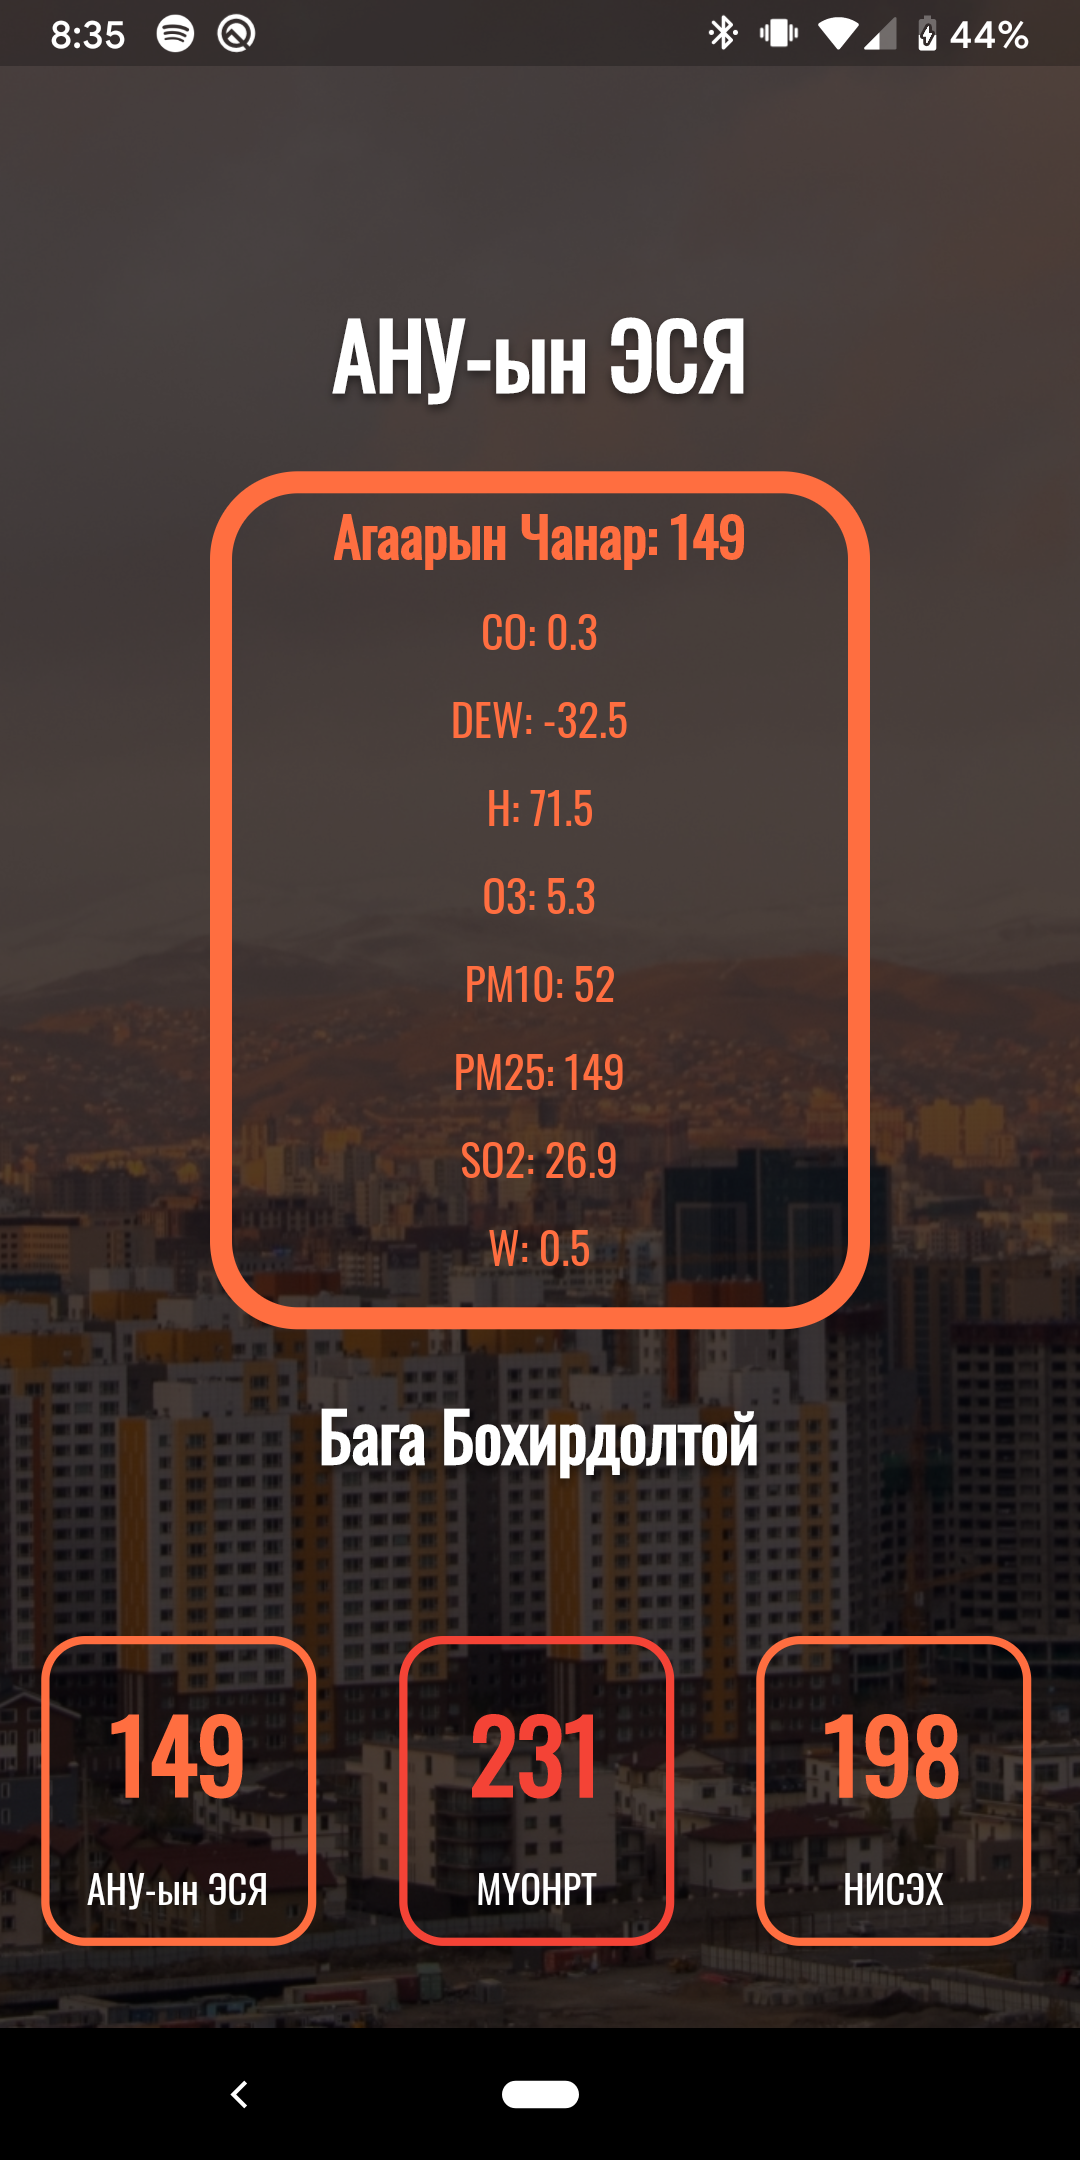 8:35
44%
АНУ-ын ЭСЯ
Агаарын Чанар: 149
CO: 0.3
DEW: -32.5
H: 71.5
O3: 5.3
PM10: 52
PM25: 149
SO2: 26.9
W: 0.5
Бага Бохирдолтой
149
231
198
АНУ-ын ЭСЯ
МҮОНРТ
НИСЭХ